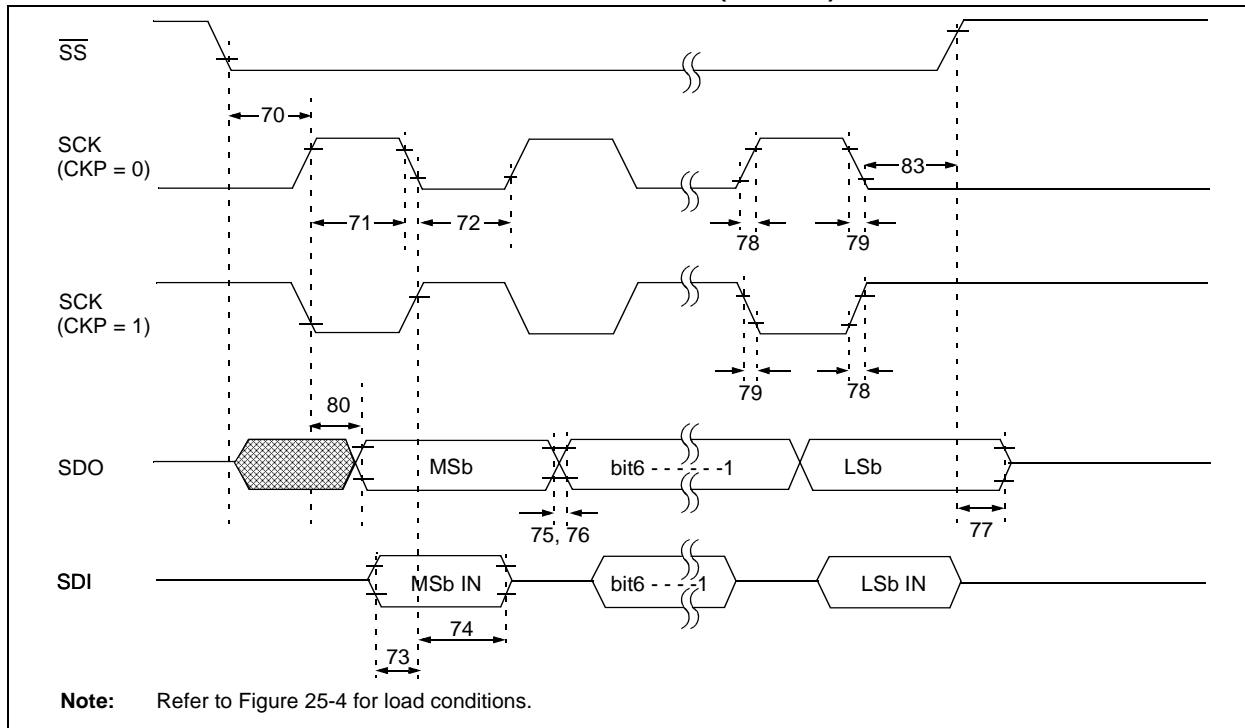 SS
70
SCK
(CKP = 0)
83
71
72
78
79
SCK
(CKP = 1)
79
78
80
SDO
MSb
bit6 - - - - - -1
LSb
75, 76
77
SDI
MSb IN
bit6 - - - -1
LSb IN
74
73
Note: Refer to Figure 25-4 for load conditions.